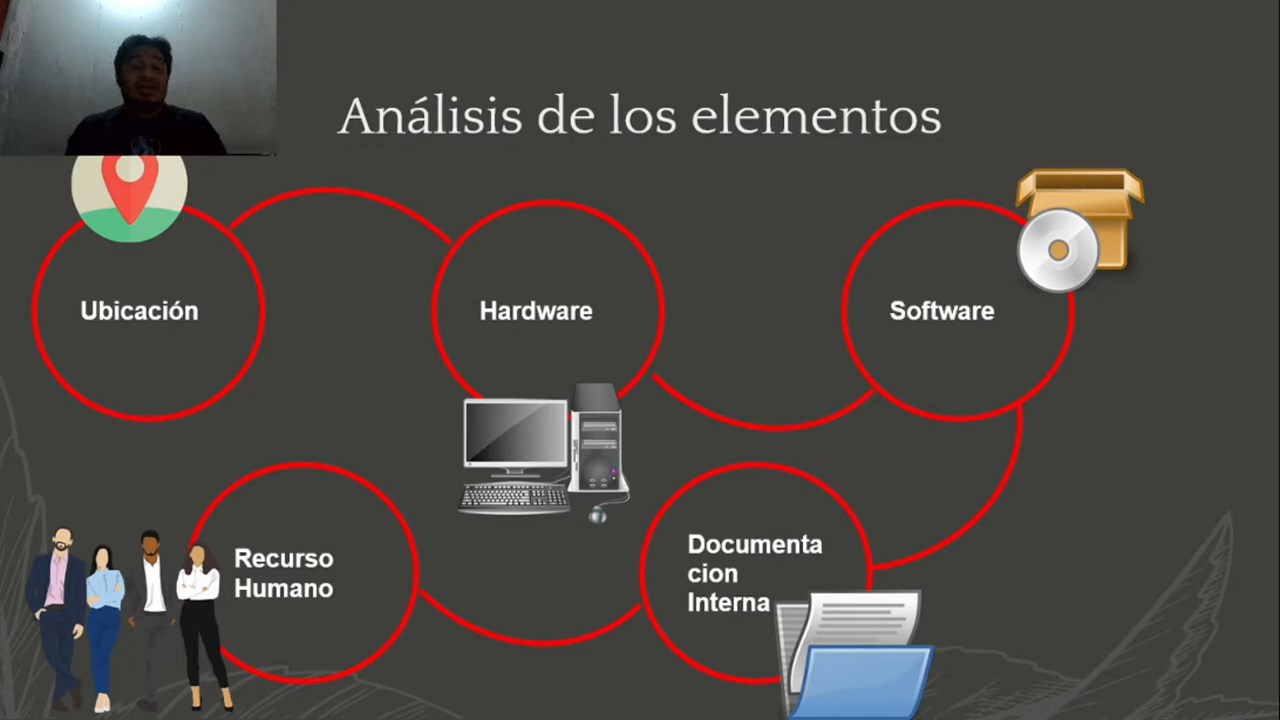 Análisis de los elementos
Ubicación
Hardware
Software
Recurso
Humano
Documenta
cion
Interna